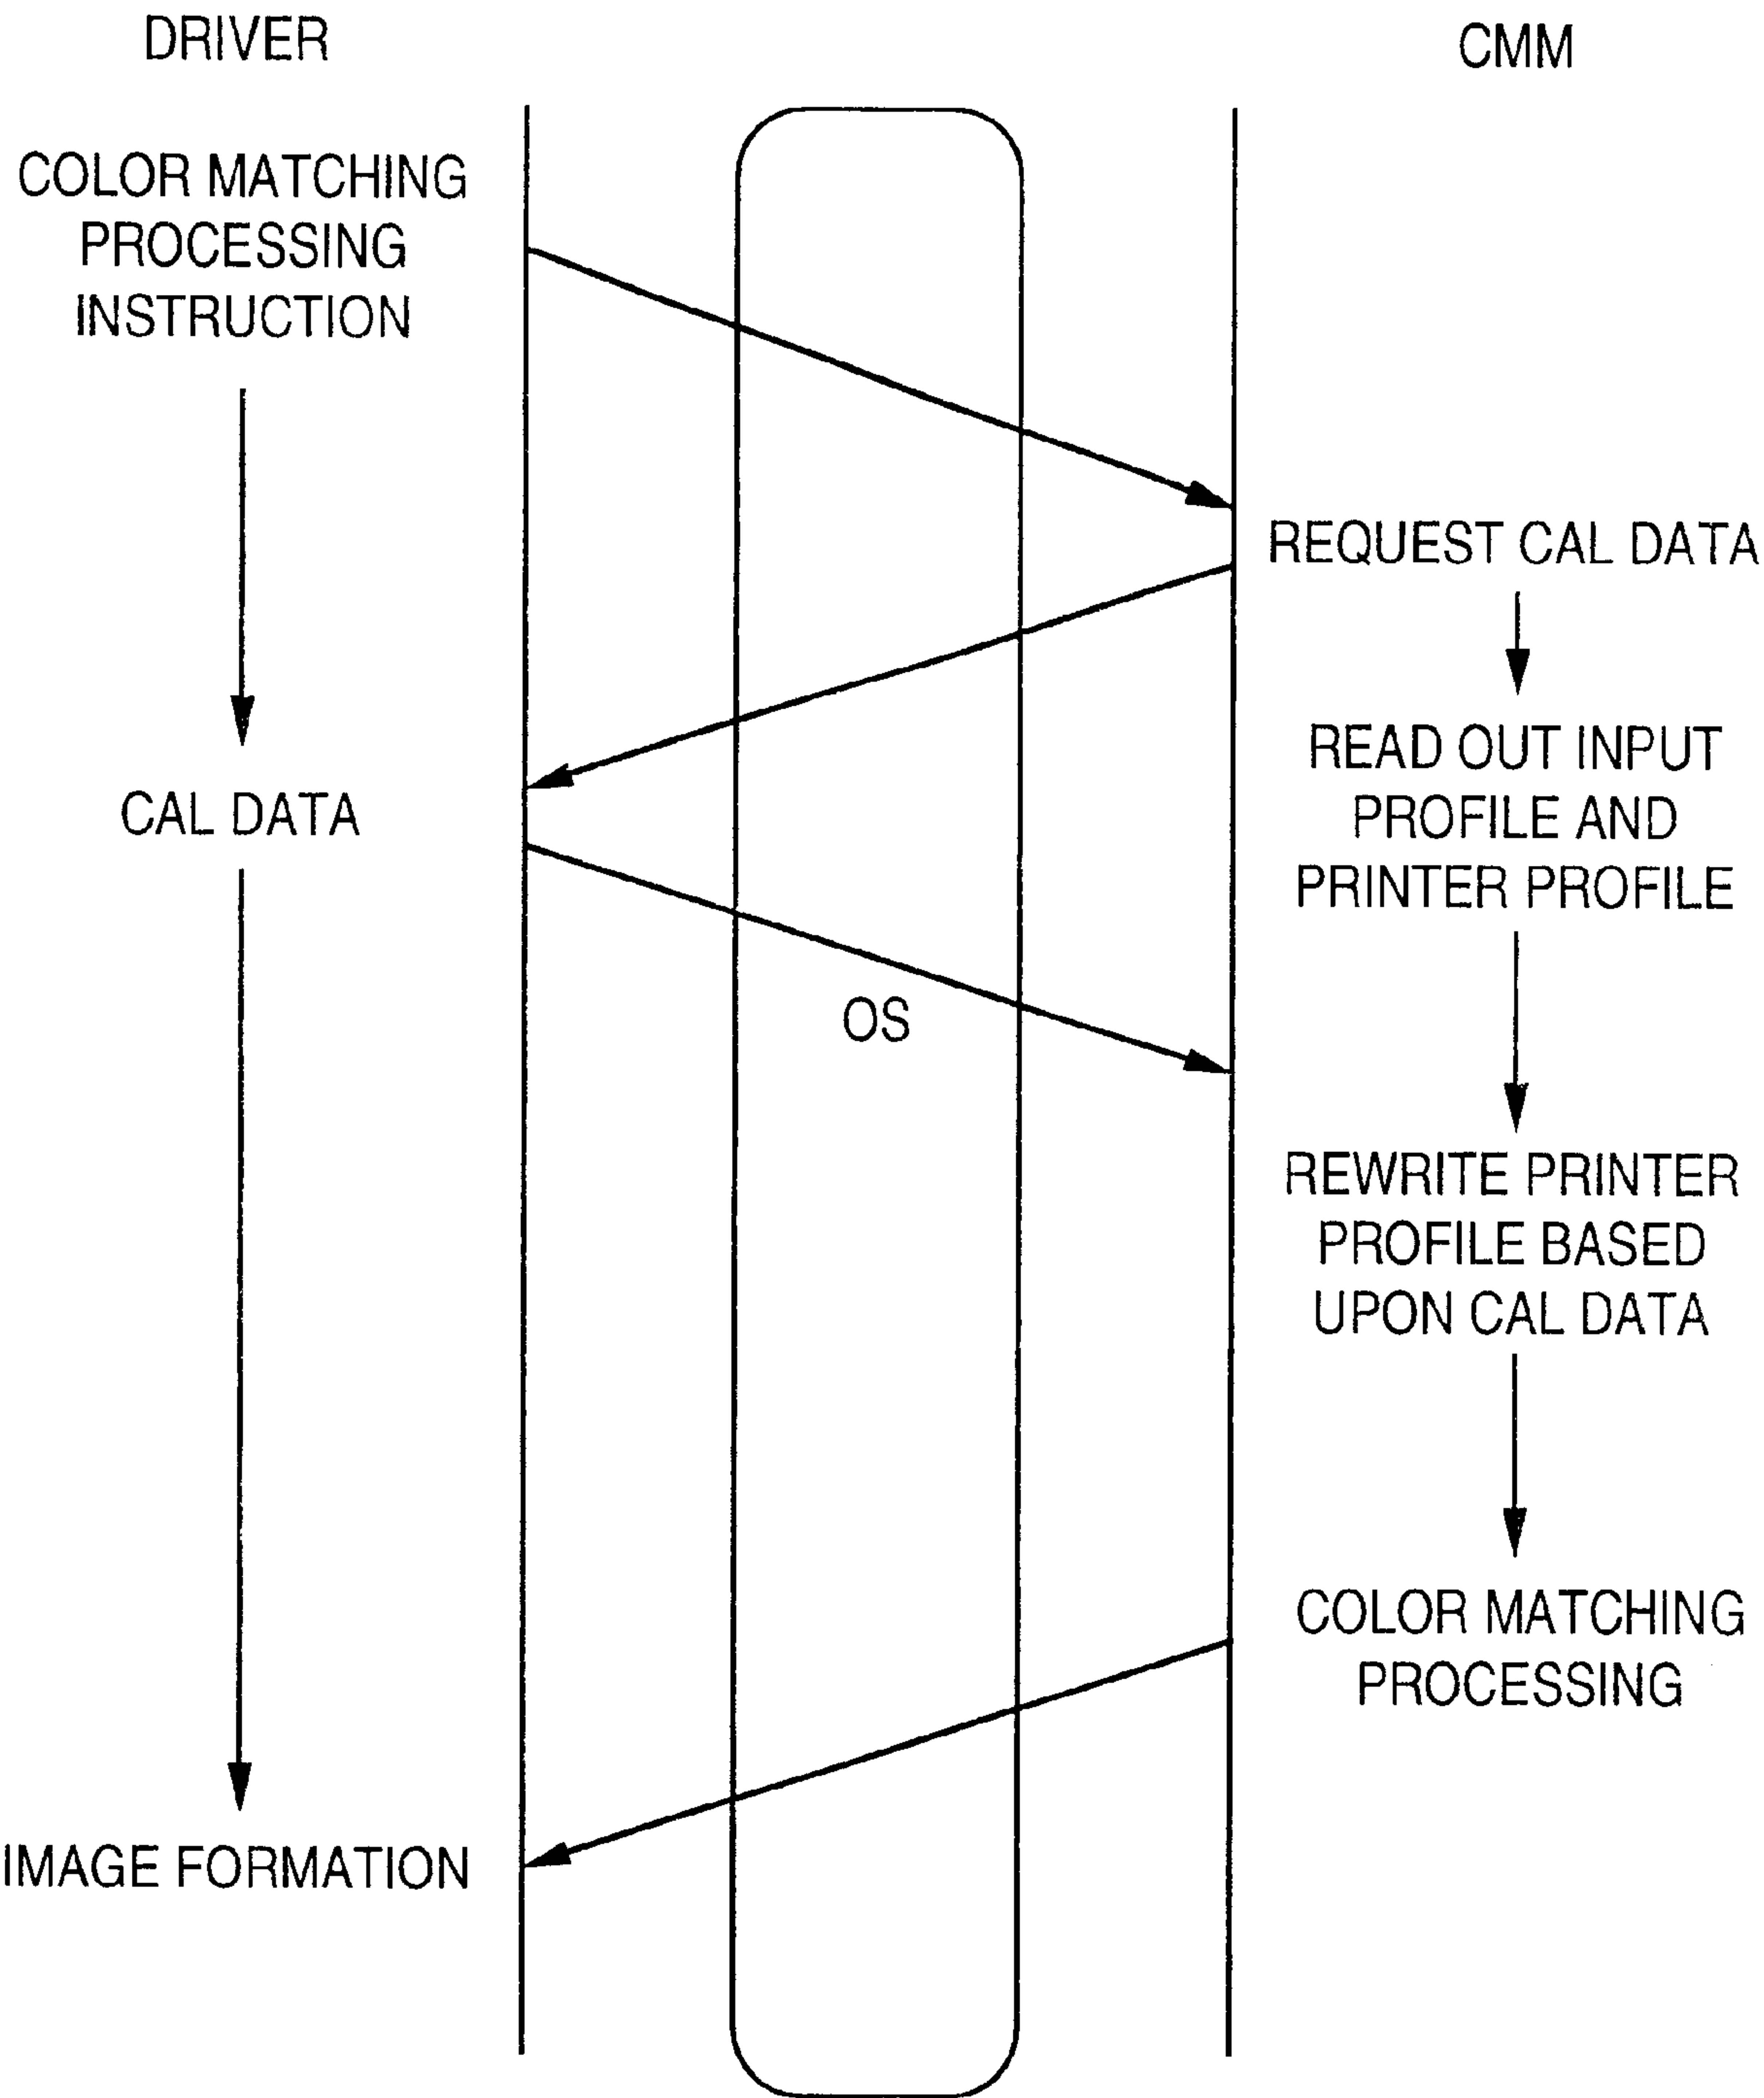 DRIVER
CMM
COLOR MATCHING
PROCESSING
INSTRUCTION
REQUEST CAL DATA
READ OUT INPUT
PROFILE AND
PRINTER PROFILE
CAL DATA
OS
REWRITE PRINTER
PROFILE BASED
UPON CAL DATA
COLOR MATCHING
PROCESSING
IMAGE FORMATION